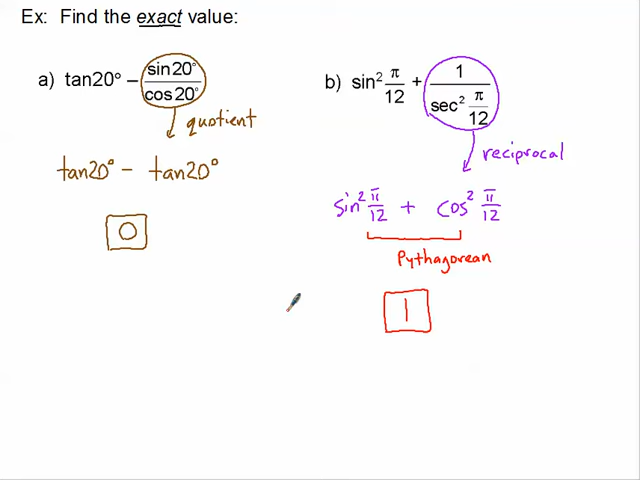 Ex: Find the exact value:
a) tan20° − sin20° / cos20°
quotient
tan20° − tan20°
0
b) sin² π/12 + 1 / sec² π/12
reciprocal
sin² π/12 + cos² π/12
Pythagorean
1